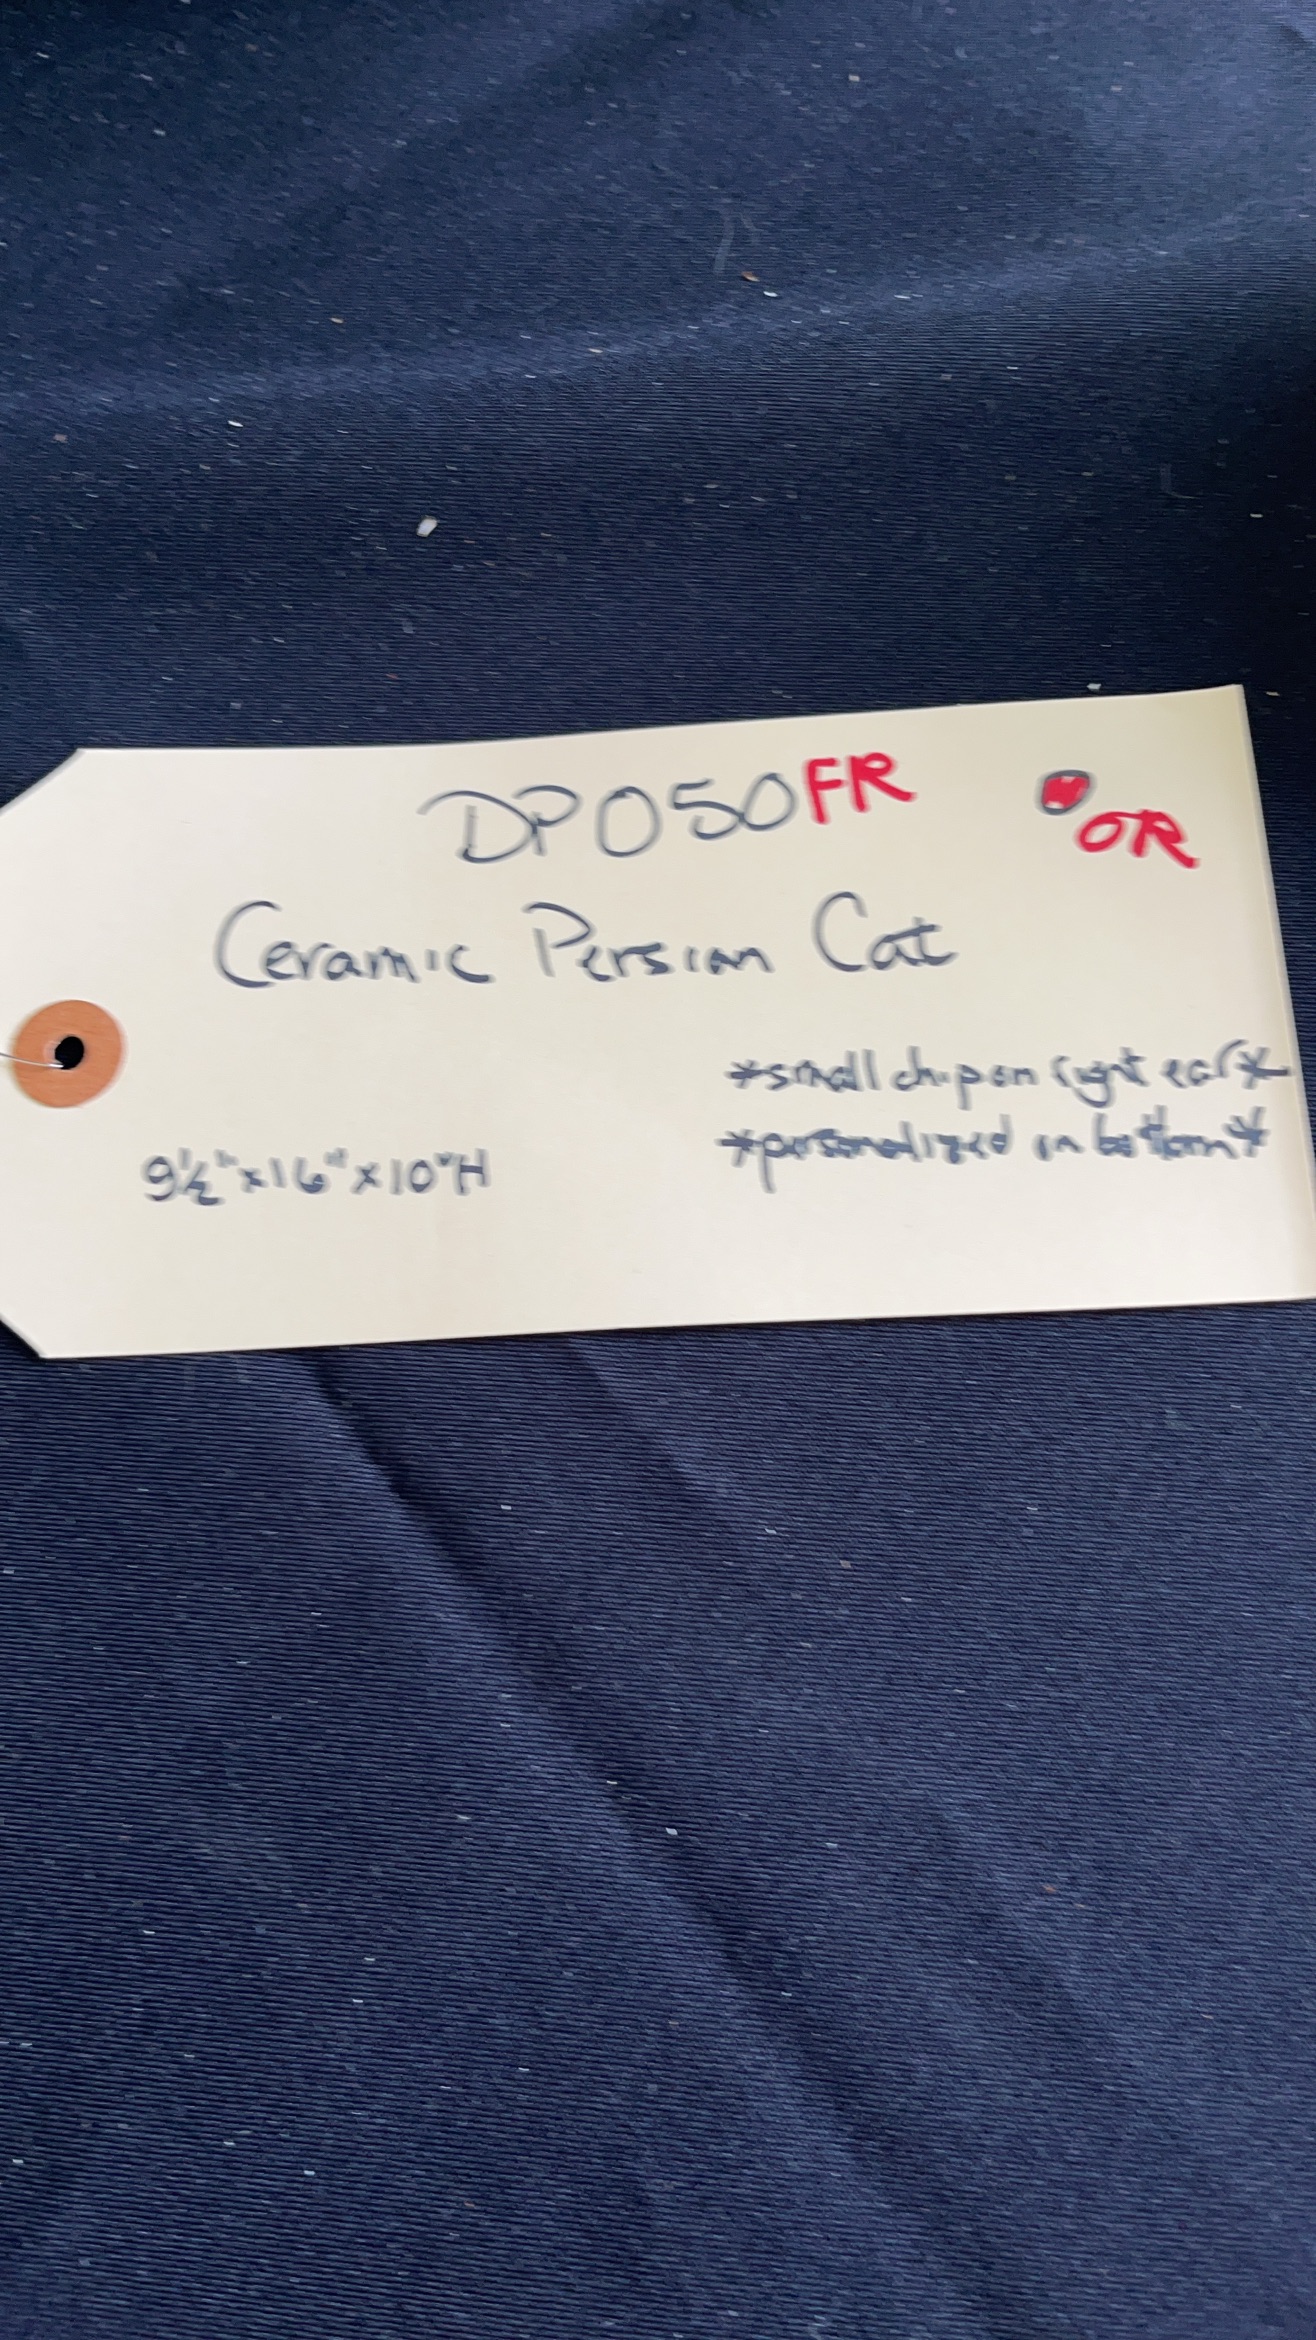 DP050FR
OR
Ceramic Persian Cat
*small chip on right ear*
*personalized on bottom*
9½"x16"x10"H